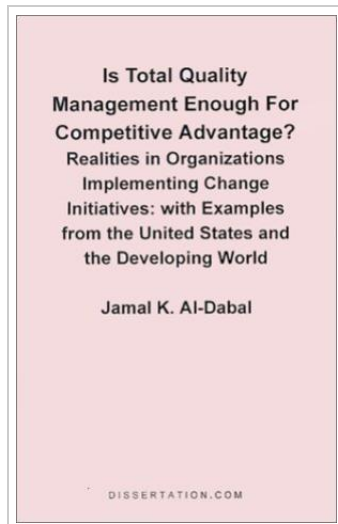 Is Total Quality
Management Enough For
Competitive Advantage?
Realities in Organizations
Implementing Change
Initiatives: with Examples
from the United States and
the Developing World
Jamal K. Al-Dabal
DISSERTATION.COM